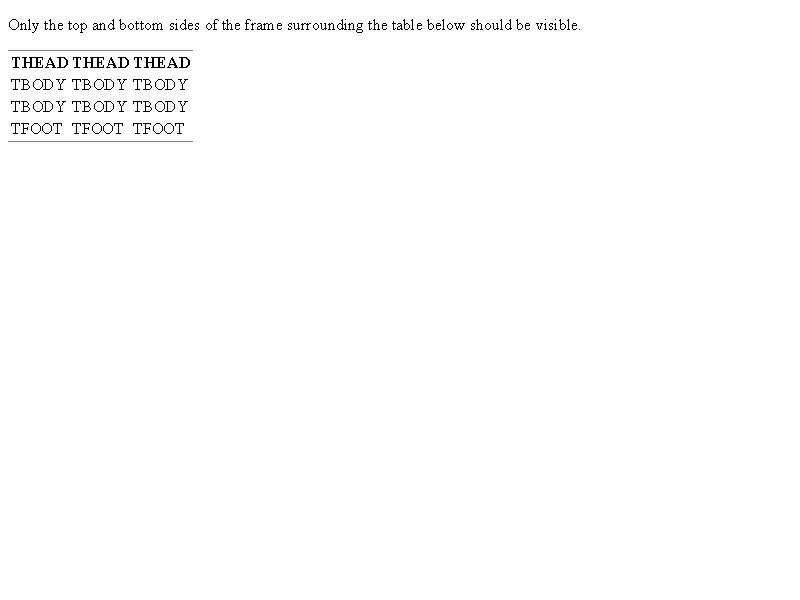 Only the top and bottom sides of the frame surrounding the table below should be visible.
THEAD THEAD THEAD
TBODY TBODY TBODY
TBODY TBODY TBODY
TFOOT TFOOT TFOOT